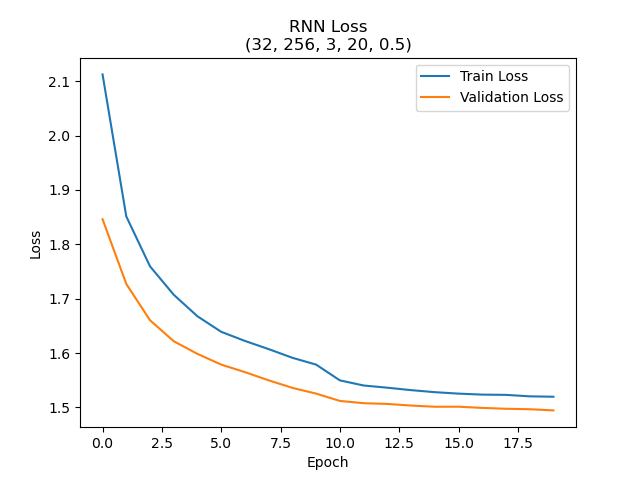 RNN Loss
(32, 256, 3, 20, 0.5)
Train Loss
Validation Loss
2.1
2.0
1.9
1.8
1.7
1.6
1.5
Loss
0.0 2.5 5.0 7.5 10.0 12.5 15.0 17.5
Epoch